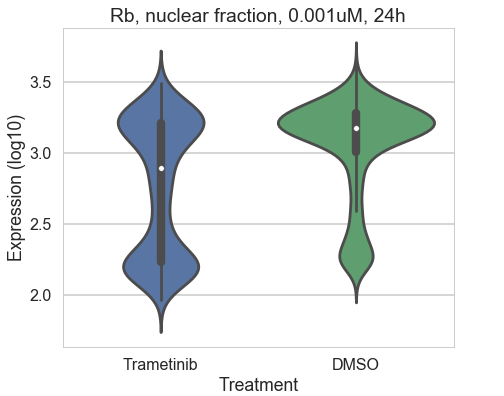 Rb, nuclear fraction, 0.001uM, 24h
Expression (log10)
3.5
3.0
2.5
2.0
Trametinib DMSO
Treatment